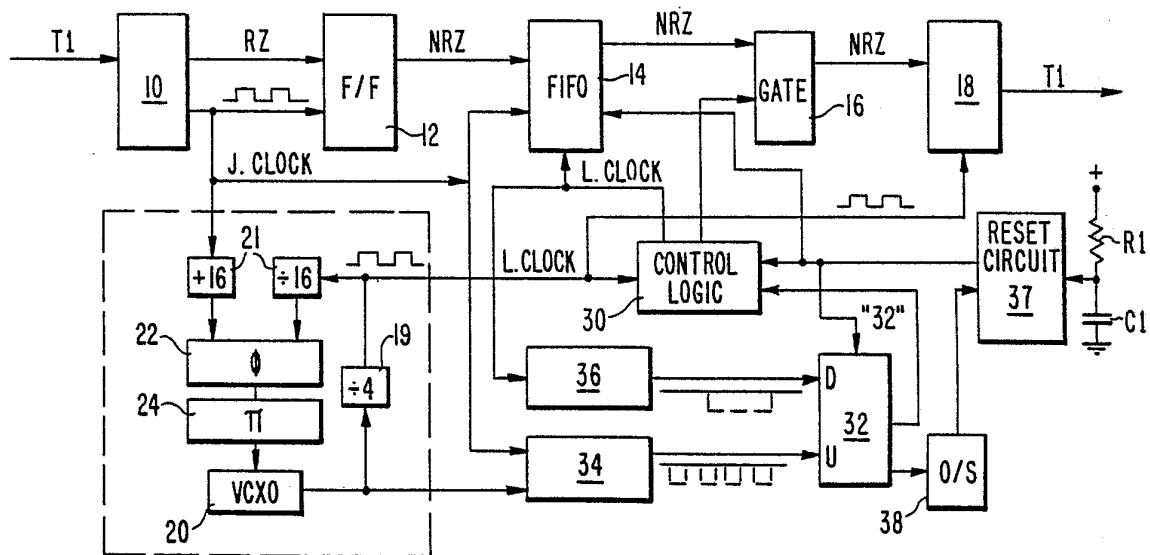 T1
10
RZ
F/F
12
NRZ
FIFO
14
NRZ
GATE
16
NRZ
18
T1
J. CLOCK
L. CLOCK
+
R1
C1
RESET
CIRCUIT
37
21
+16
÷16
L.CLOCK
CONTROL
LOGIC
30
"32"
22
Φ
19
÷4
24
π
VCXO
20
36
34
D
32
U
O/S
38